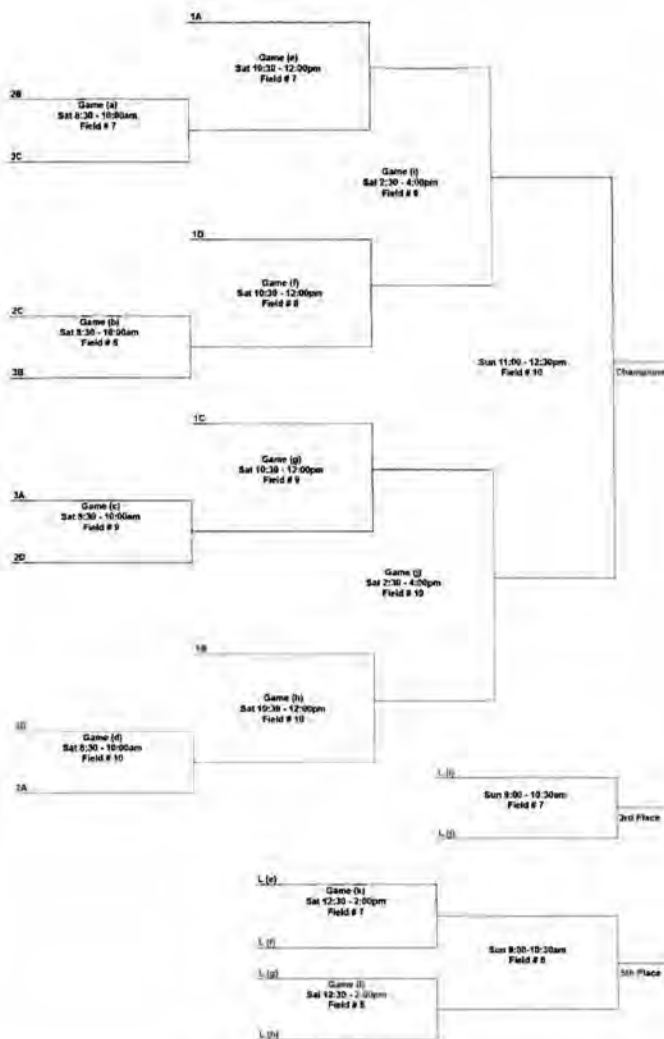 1A
Game (e)
Sat 10:30 - 12:00pm
Field # 7
2B
Game (a)
Sat 8:30 - 10:00am
Field # 7
3C
Game (i)
Sat 2:30 - 4:00pm
Field #
1D
Game (f)
Sat 10:30 - 12:00pm
Field # 8
2C
Game (b)
Sat 8:30 - 10:00am
Field #
3B
Sun 11:00 - 12:30pm
Field # 10
Champions
1C
Game (g)
Sat 10:30 - 12:00pm
Field # 9
3A
Game (c)
Sat 8:30 - 10:00am
Field # 9
2D
Game (j)
Sat 2:30 - 4:00pm
Field # 10
1B
Game (h)
Sat 10:30 - 12:00pm
Field # 10
Game (d)
Sat 8:30 - 10:00am
Field # 10
2A
L (i)
Sun 9:00 - 10:30am
Field # 7
3rd Place
L (j)
L (e)
Game (k)
Sat 12:30 - 2:00pm
Field # 7
L (f)
Sun 9:00-10:30am
Field # 8
5th Place
L (g)
Game (l)
Sat 12:30 - 2:00pm
Field # 8
L (h)